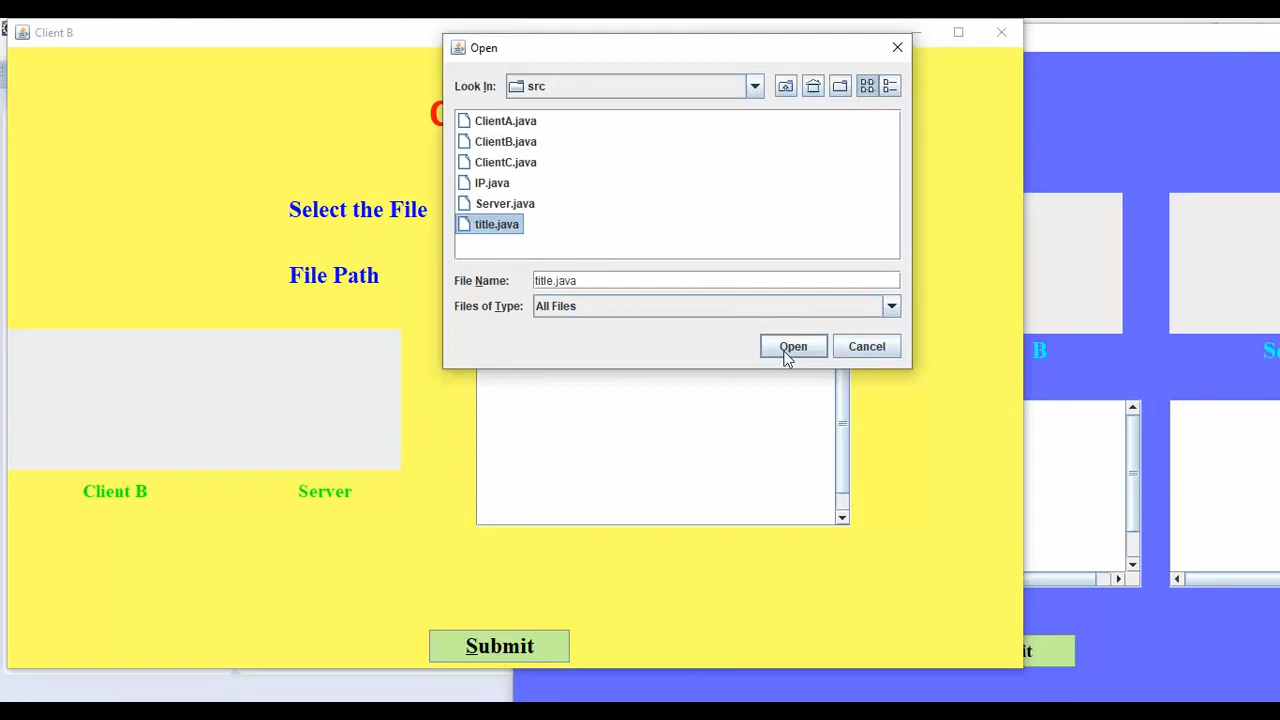 Client B
Open
Look In:
src
ClientA.java
ClientB.java
ClientC.java
IP.java
Server.java
title.java
File Name:
title.java
Files of Type:
All Files
Open
Cancel
Select the File
File Path
Client B
Server
Submit
B